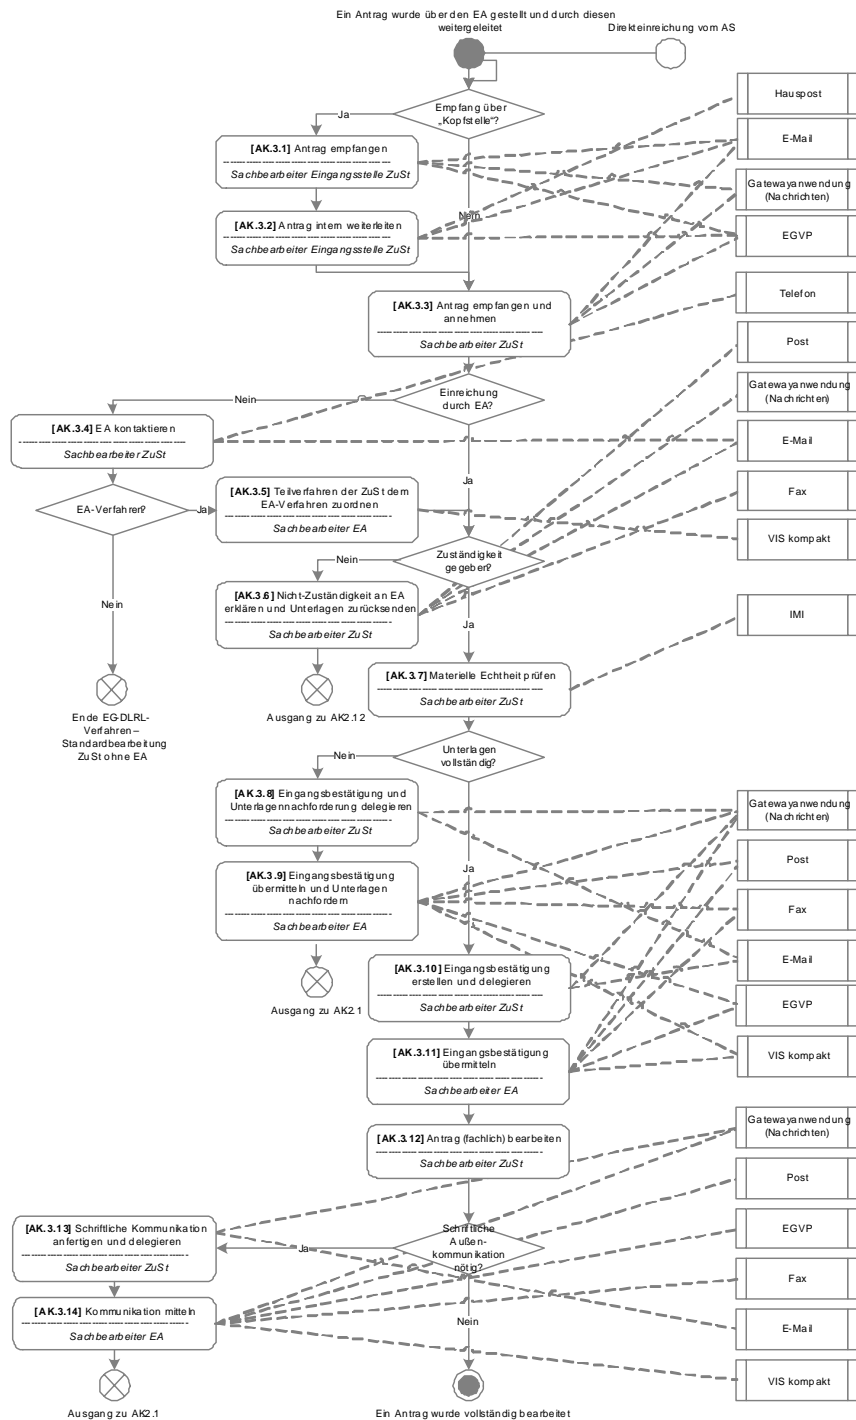 Ein Antrag wurde über den EA gestellt und durch diesen
weitergeleitet
Direkteinreichung vom AS
Empfang über
„Kopfstelle“?
Ja
Nein
[AK.3.1] Antrag empfangen
Sachbearbeiter Eingangsstelle ZuSt
[AK.3.2] Antrag intern weiterleiten
Sachbearbeiter Eingangsstelle ZuSt
[AK.3.3] Antrag empfangen und
annehmen
Sachbearbeiter ZuSt
Hauspost
E-Mail
Gatewayanwendung
(Nachrichten)
EGVP
Telefon
Einreichung
durch EA?
Nein
Ja
[AK.3.4] EA kontaktieren
Sachbearbeiter ZuSt
EA-Verfahren?
Ja
Nein
[AK.3.5] Teilverfahren der ZuSt dem
EA-Verfahren zuordnen
Sachbearbeiter EA
Post
Gatewayanwendung
(Nachrichten)
E-Mail
Fax
VIS kompakt
Zuständigkeit
gegeben?
Nein
Ja
[AK.3.6] Nicht-Zuständigkeit an EA
erklären und Unterlagen zurücksenden
Sachbearbeiter ZuSt
IMI
Ende EG-DLRL-
Verfahren –
Standardbearbeitung
ZuSt ohne EA
Ausgang zu AK2.12
[AK.3.7] Materielle Echtheit prüfen
Sachbearbeiter ZuSt
Unterlagen
vollständig?
Nein
Ja
[AK.3.8] Eingangsbestätigung und
Unterlagennachforderung delegieren
Sachbearbeiter ZuSt
[AK.3.9] Eingangsbestätigung
übermitteln und Unterlagen
nachfordern
Sachbearbeiter EA
Ausgang zu AK2.1
[AK.3.10] Eingangsbestätigung
erstellen und delegieren
Sachbearbeiter ZuSt
[AK.3.11] Eingangsbestätigung
übermitteln
Sachbearbeiter EA
Gatewayanwendung
(Nachrichten)
Post
Fax
E-Mail
EGVP
VIS kompakt
[AK.3.12] Antrag (fachlich) bearbeiten
Sachbearbeiter ZuSt
Schriftliche
Außen-
kommunikation
nötig?
Ja
Nein
[AK.3.13] Schriftliche Kommunikation
anfertigen und delegieren
Sachbearbeiter ZuSt
[AK.3.14] Kommunikation mitteln
Sachbearbeiter EA
Gatewayanwendung
(Nachrichten)
Post
EGVP
Fax
E-Mail
VIS kompakt
Ausgang zu AK2.1
Ein Antrag wurde vollständig bearbeitet